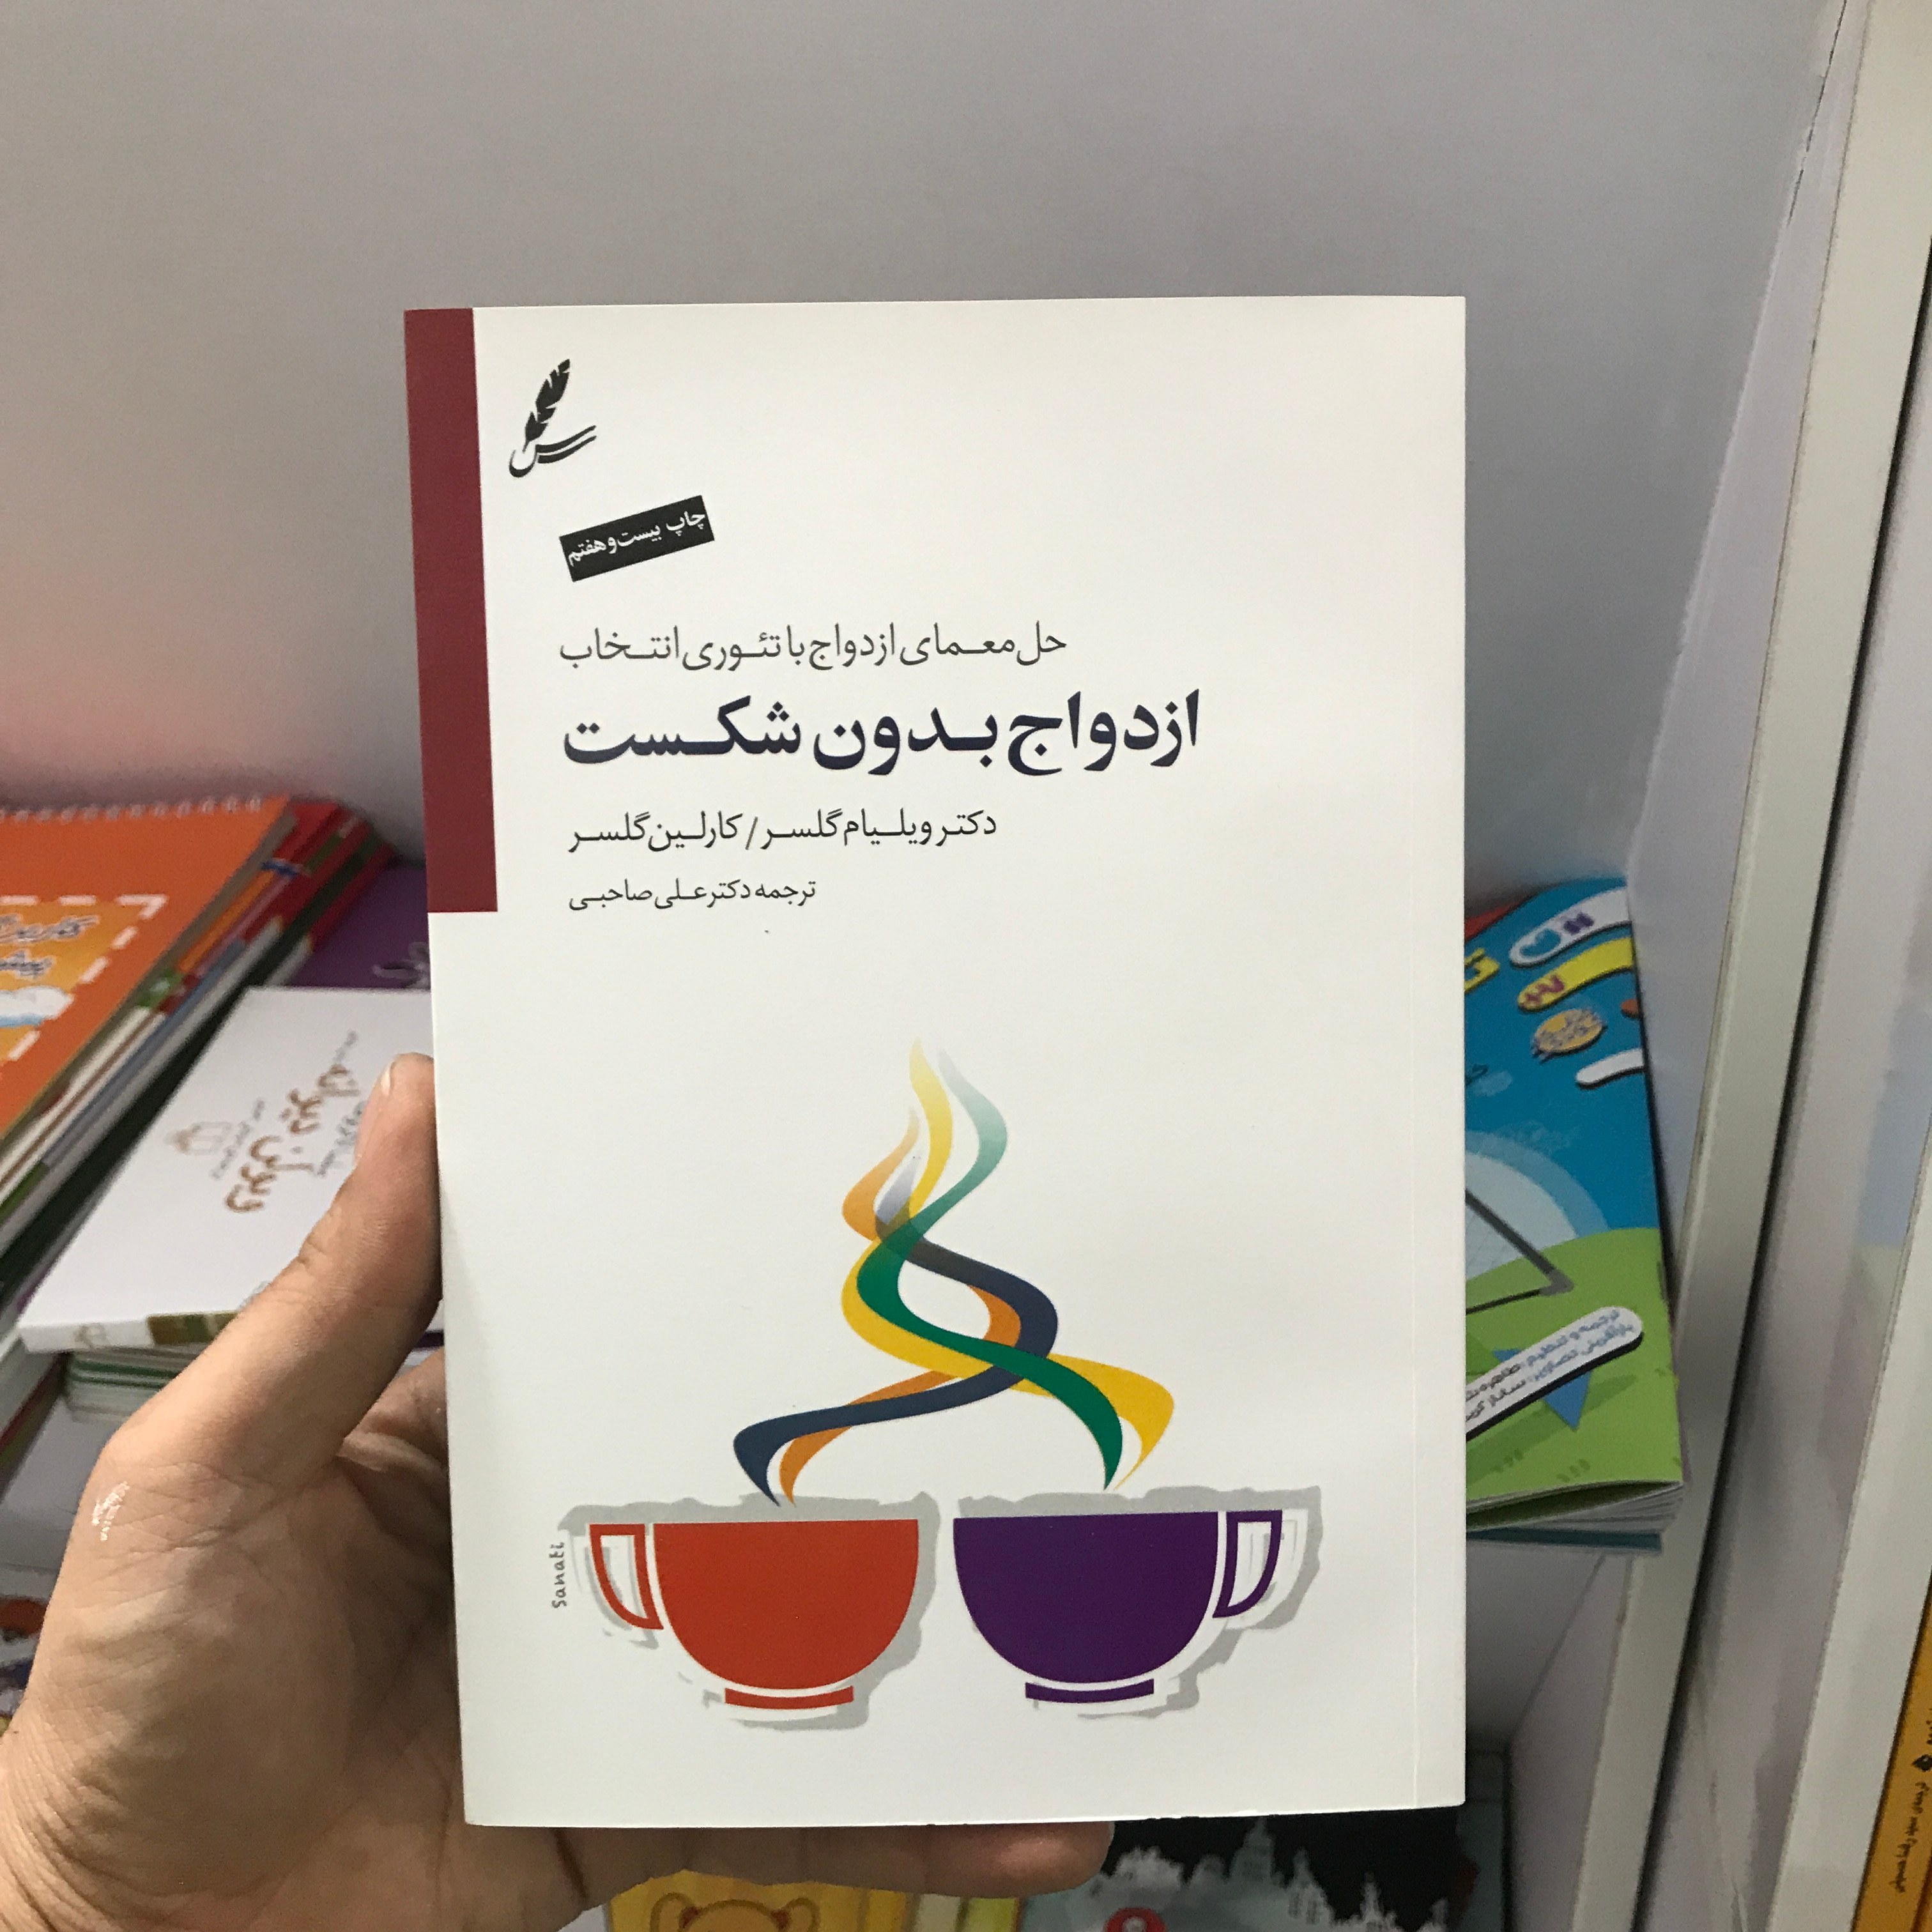 چاپ بیست‌و‌هفتم
حل معمای ازدواج با تئوری انتخاب
ازدواج بدون شکست
دکتر ویلیام گلسر / کارلین گلسر
ترجمه دکتر علی صاحبی
Sanati